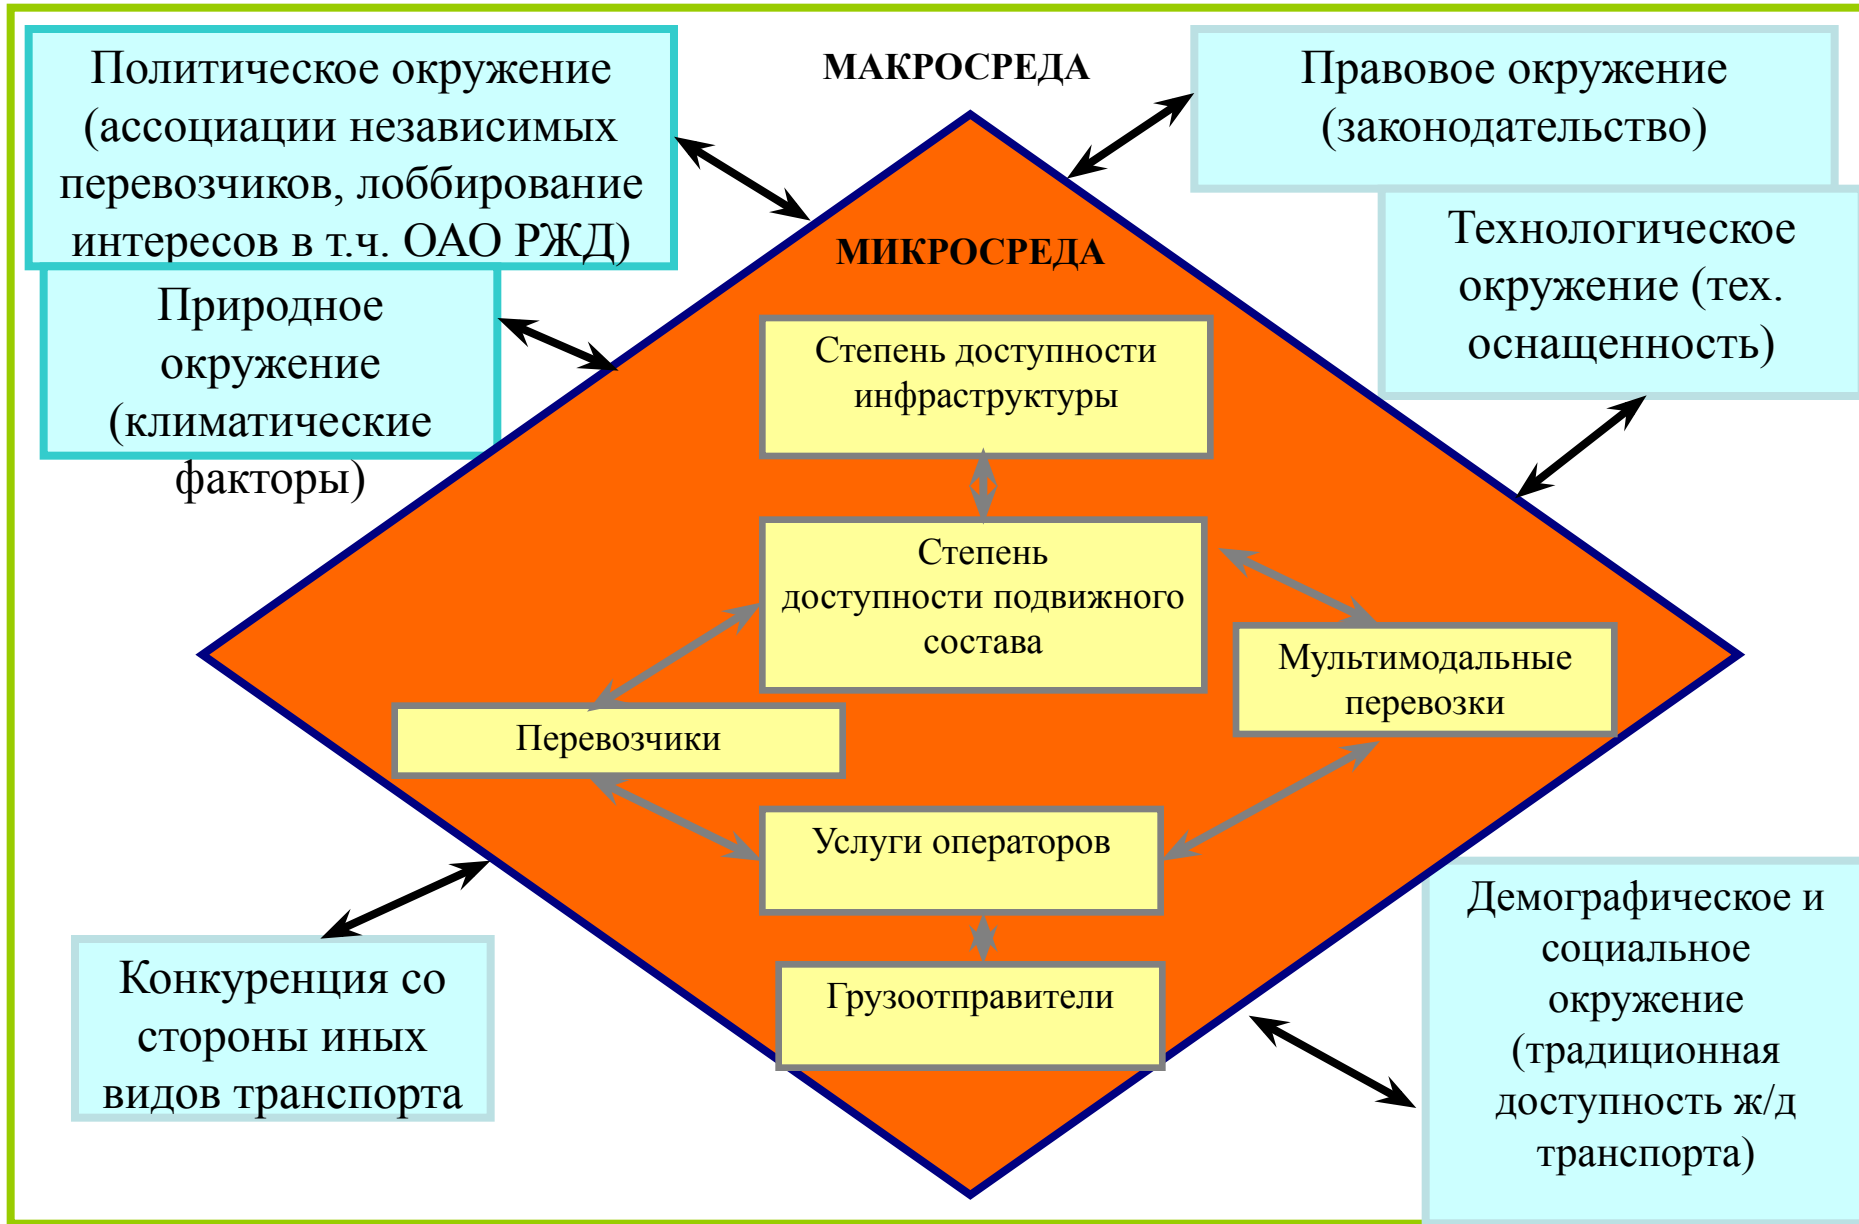 Политическое окружение
(ассоциации независимых
перевозчиков, лоббирование
интересов в т.ч. ОАО РЖД)
МАКРОСРЕДА
Правовое окружение
(законодательство)
Технологическое
окружение (тех.
оснащенность)
Природное
окружение
(климатические
факторы)
МИКРОСРЕДА
Степень доступности
инфраструктуры
Степень
доступности подвижного
состава
Мультимодальные
перевозки
Перевозчики
Услуги операторов
Грузоотправители
Конкуренция со
стороны иных
видов транспорта
Демографическое и
социальное
окружение
(традиционная
доступность ж/д
транспорта)